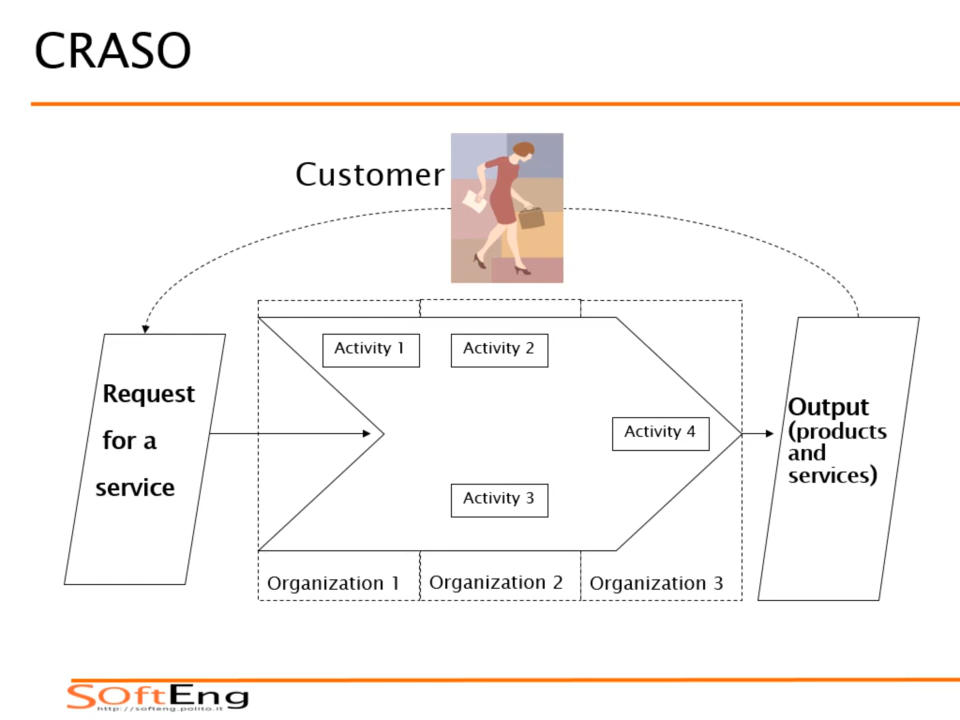 CRASO
Customer
Activity 1
Activity 2
Request
for a
service
Output
(products
and
services)
Activity 4
Activity 3
Organization 1
Organization 2
Organization 3
SOftEng
http://softeng.polito.it